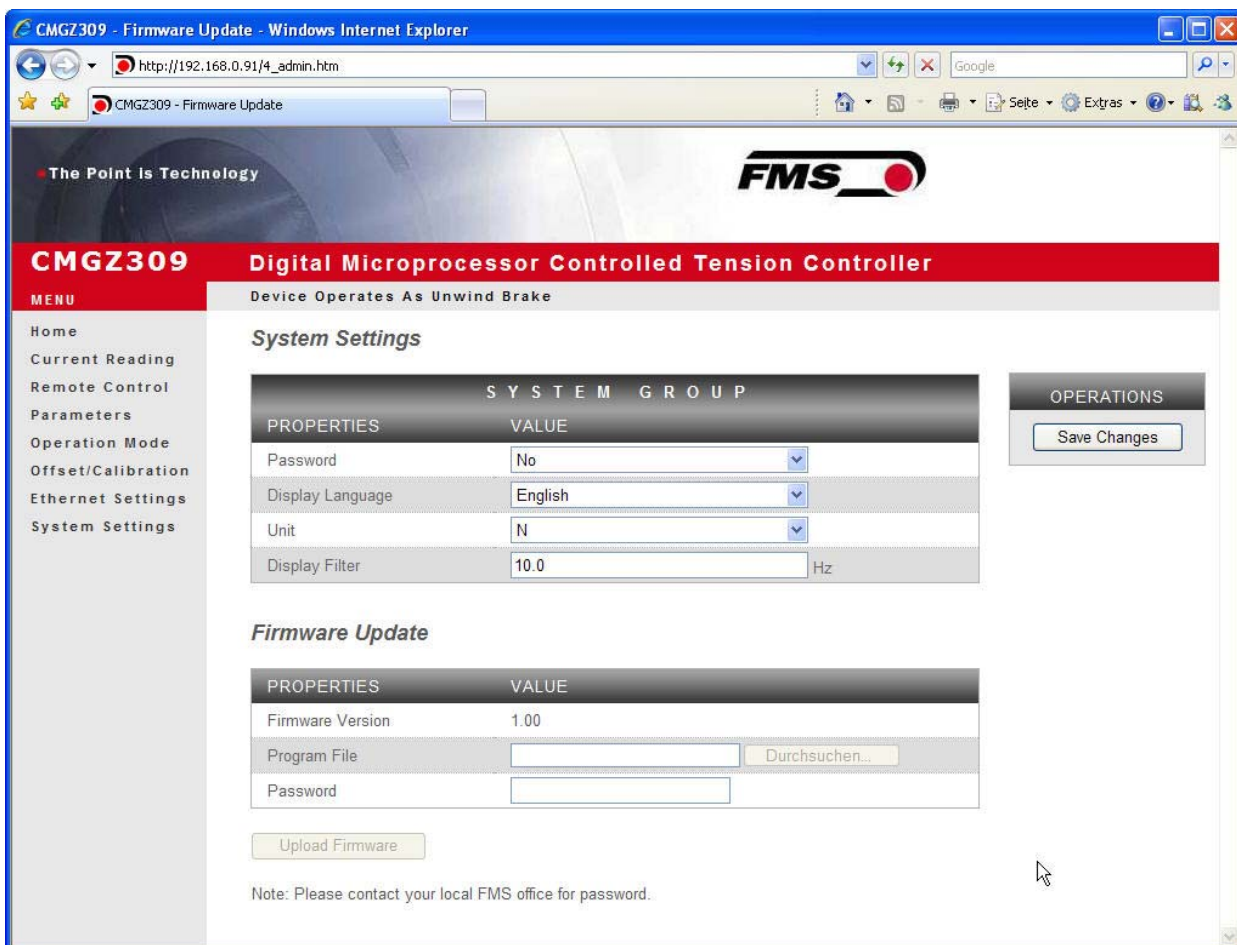 CMGZ309 - Firmware Update - Windows Internet Explorer
http://192.168.0.91/4_admin.htm
Google
CMGZ309 - Firmware Update
Seite
Extras
The Point is Technology
FMS
CMGZ309
Digital Microprocessor Controlled Tension Controller
MENU
Device Operates As Unwind Brake
Home
Current Reading
Remote Control
Parameters
Operation Mode
Offset/Calibration
Ethernet Settings
System Settings
System Settings
SYSTEM GROUP
PROPERTIES VALUE
Password No
Display Language English
Unit N
Display Filter 10.0 Hz
OPERATIONS
Save Changes
Firmware Update
PROPERTIES VALUE
Firmware Version 1.00
Program File Durchsuchen...
Password
Upload Firmware
Note: Please contact your local FMS office for password.